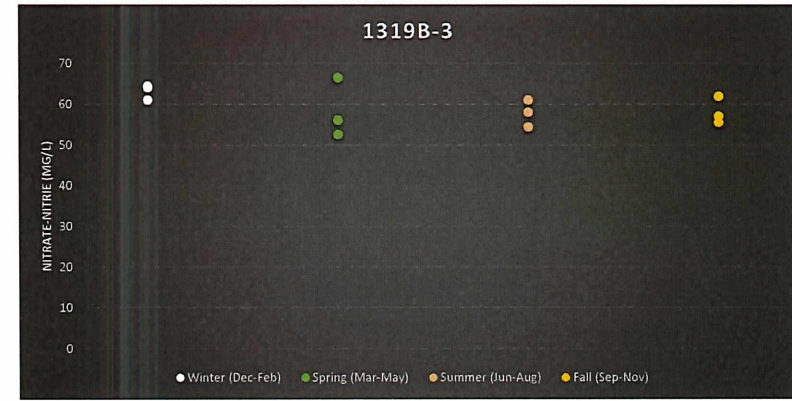 1319B-3
70
60
50
40
30
20
10
0
NITRATE-NITRIE (MG/L)
Winter (Dec-Feb) Spring (Mar-May) Summer (Jun-Aug) Fall (Sep-Nov)